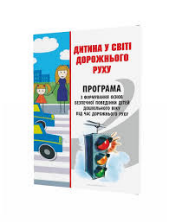 ДИТИНА У СВІТІ
ДОРОЖНЬОГО
РУХУ
ПРОГРАМА
З ФОРМУВАННЯ ОСНОВ
БЕЗПЕЧНОЇ ПОВЕДІНКИ ДІТЕЙ
ДОШКІЛЬНОГО ВІКУ
ПІД ЧАС ДОРОЖНЬОГО РУХУ